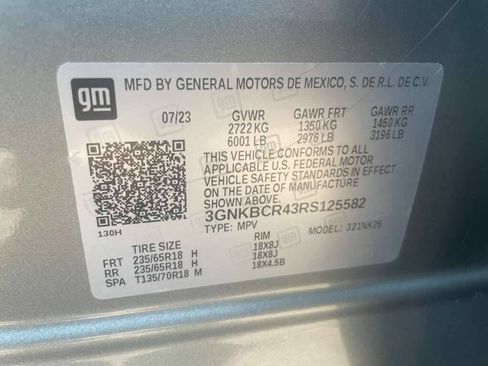 gm
MFD BY GENERAL MOTORS DE MEXICO, S. DE R.L. DE C.V.
07/23 GVWR GAWR FRT GAWR RR
2722 KG 1350 KG 1450 KG
6001 LB 2976 LB 3196 LB
THIS VEHICLE CONFORMS TO ALL
APPLICABLE U.S. FEDERAL MOTOR
VEHICLE SAFETY STANDARDS IN EFFECT
ON THE DATE OF MANUFACTURE.
3GNKBCR43RS125582
130H TYPE: MPV MODEL: 321NK26
TIRE SIZE RIM
FRT 235/65R18 H 18X8J
RR 235/65R18 H 18X8J
SPA T135/70R18 M 18X4.5B